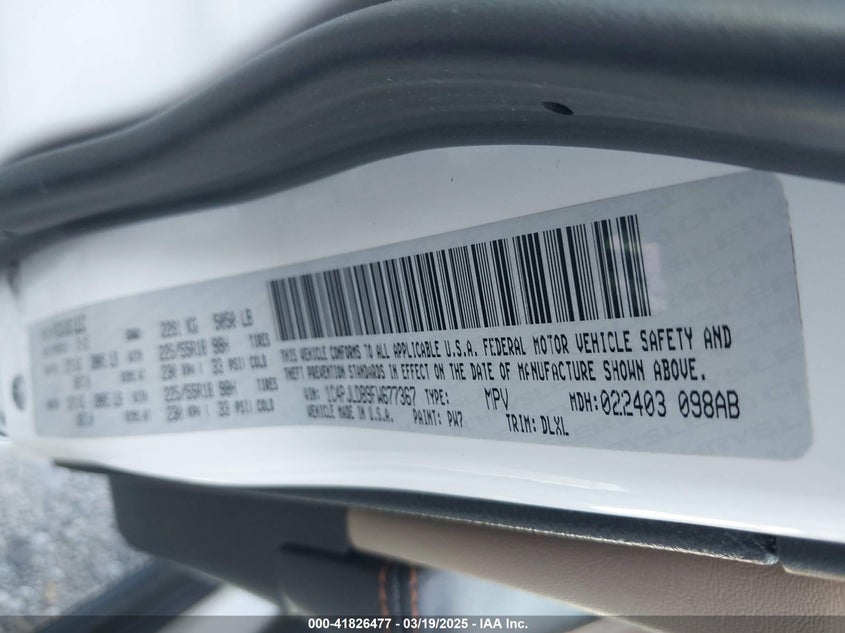 2291 KG 5050 LB
225/55R18 98H TIRES
230 KPA / 33 PSI COLD
225/55R18 98H TIRES
230 KPA / 33 PSI COLD
THIS VEHICLE CONFORMS TO ALL APPLICABLE U.S.A. FEDERAL MOTOR VEHICLE SAFETY AND
THEFT PREVENTION STANDARDS IN EFFECT ON THE DATE OF MANUFACTURE SHOWN ABOVE.
VIN: 1C4PJLDB9FW677367 TYPE: MPV MDH: 022403 098AB
VEHICLE MADE IN U.S.A. PAINT: PW7 TRIM: DLXL
000-41826477 - 03/19/2025 - IAA Inc.